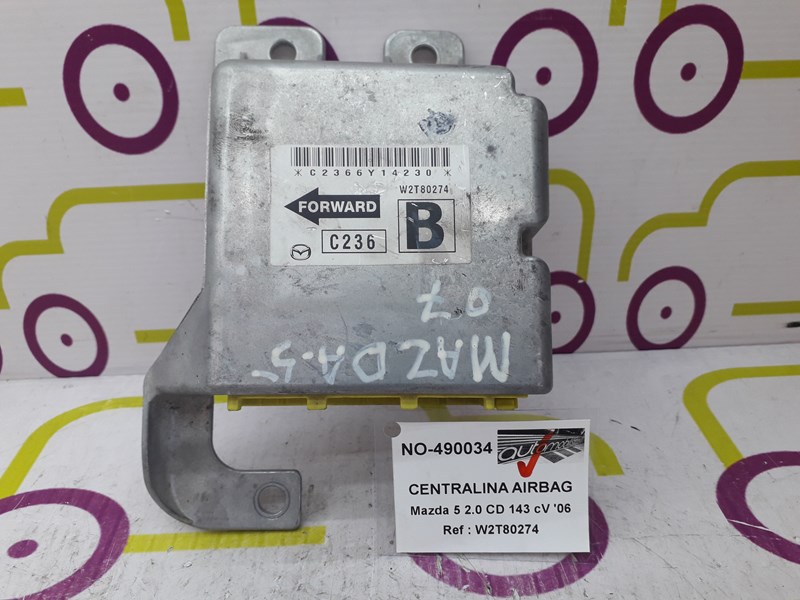 *C2366Y14230*
W2T80274
FORWARD
C236
B
07
MAZDA-5
NO-490034
CENTRALINA AIRBAG
Mazda 5 2.0 CD 143 cV '06
Ref : W2T80274